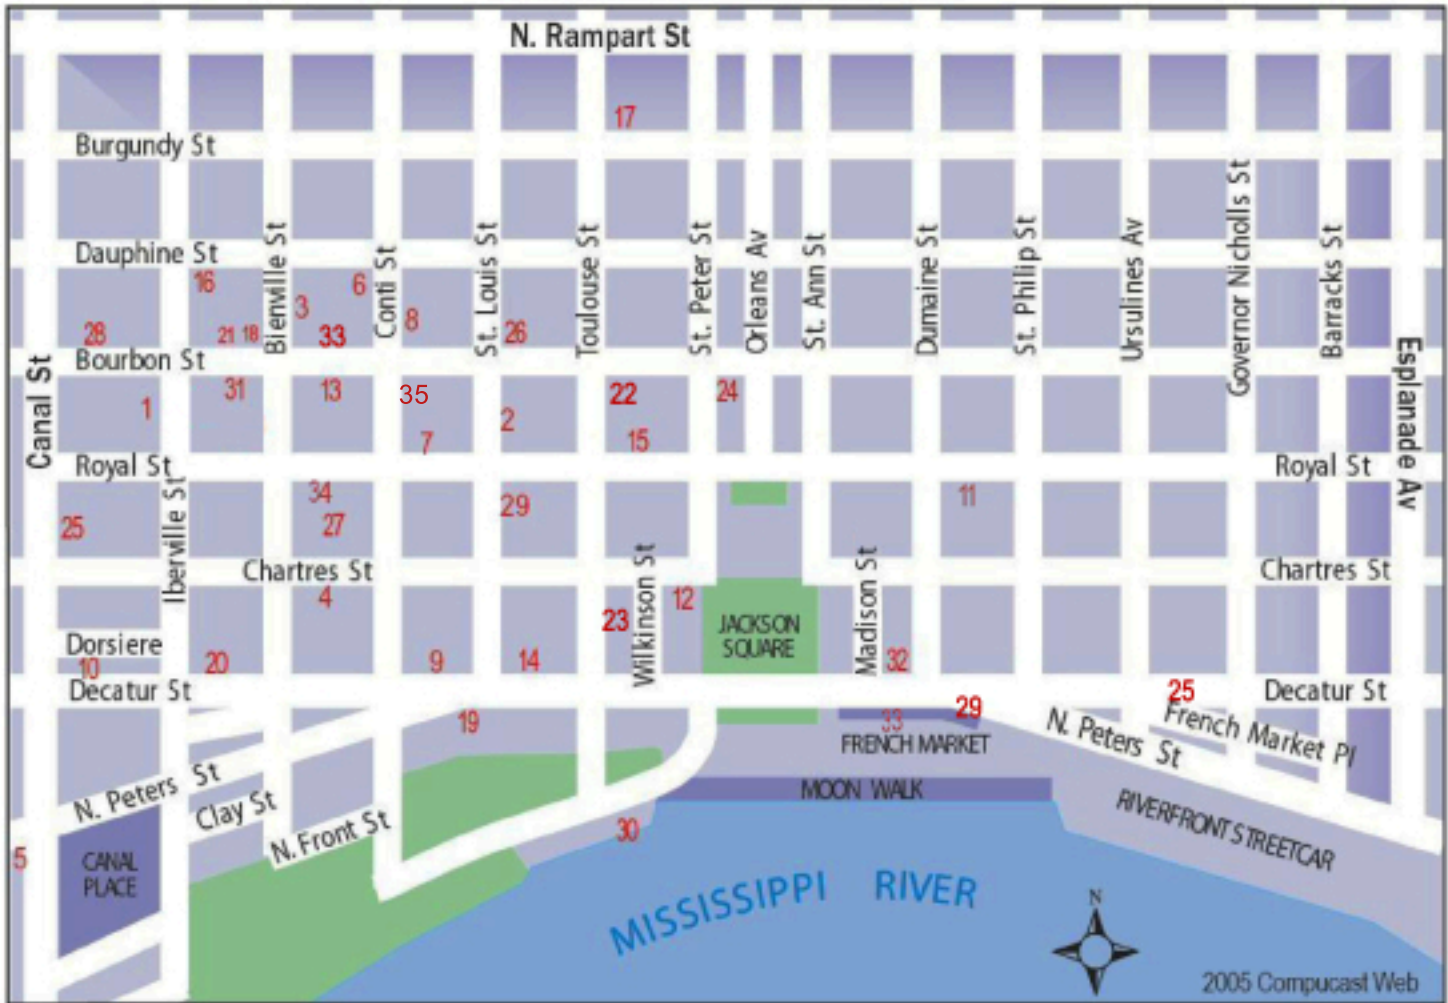 N. Rampart St
17
Burgundy St
Dauphine St
Bienville St
Conti St
St. Louis St
Toulouse St
St. Peter St
Orleans Av
St. Ann St
Dumaine St
St. Philip St
Ursulines Av
Governor Nicholls St
Barracks St
16
6
3
8
28
21
18
33
26
Bourbon St
Canal St
Esplanade Av
31
13
35
22
24
1
2
7
15
Royal St
Royal St
34
29
11
25
27
Iberville St
Chartres St
Chartres St
Wilkinson St
Madison St
4
12
23
JACKSON
SQUARE
Dorsiere
10
20
9
14
32
Decatur St
25
Decatur St
19
33
29
French Market Pl
N. Peters St
FRENCH MARKET
MOON WALK
N. Peters St
Clay St
N. Front St
30
RIVERFRONT STREETCAR
5
CANAL
PLACE
MISSISSIPPI RIVER
N
2005 Compucast Web